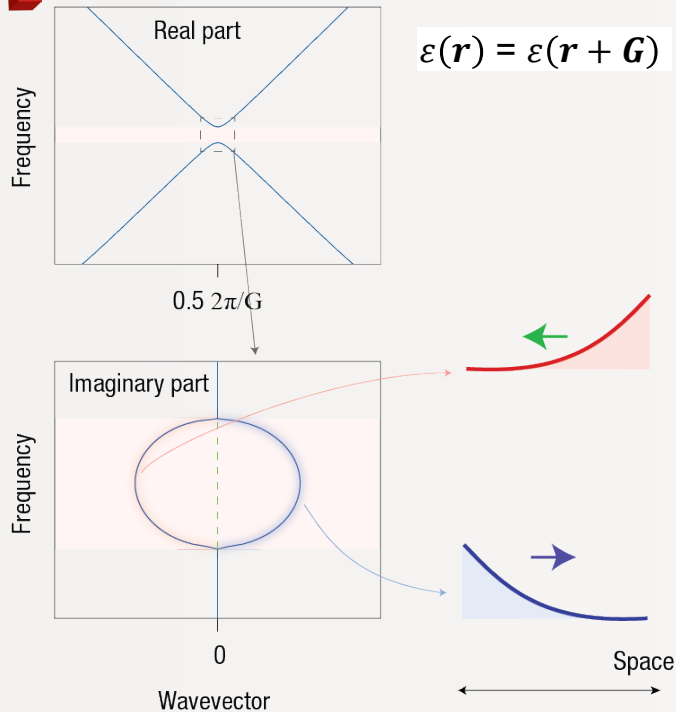 Real part
ε(r) = ε(r + G)
Frequency
0.5 2π/G
Imaginary part
Frequency
0
Space
Wavevector